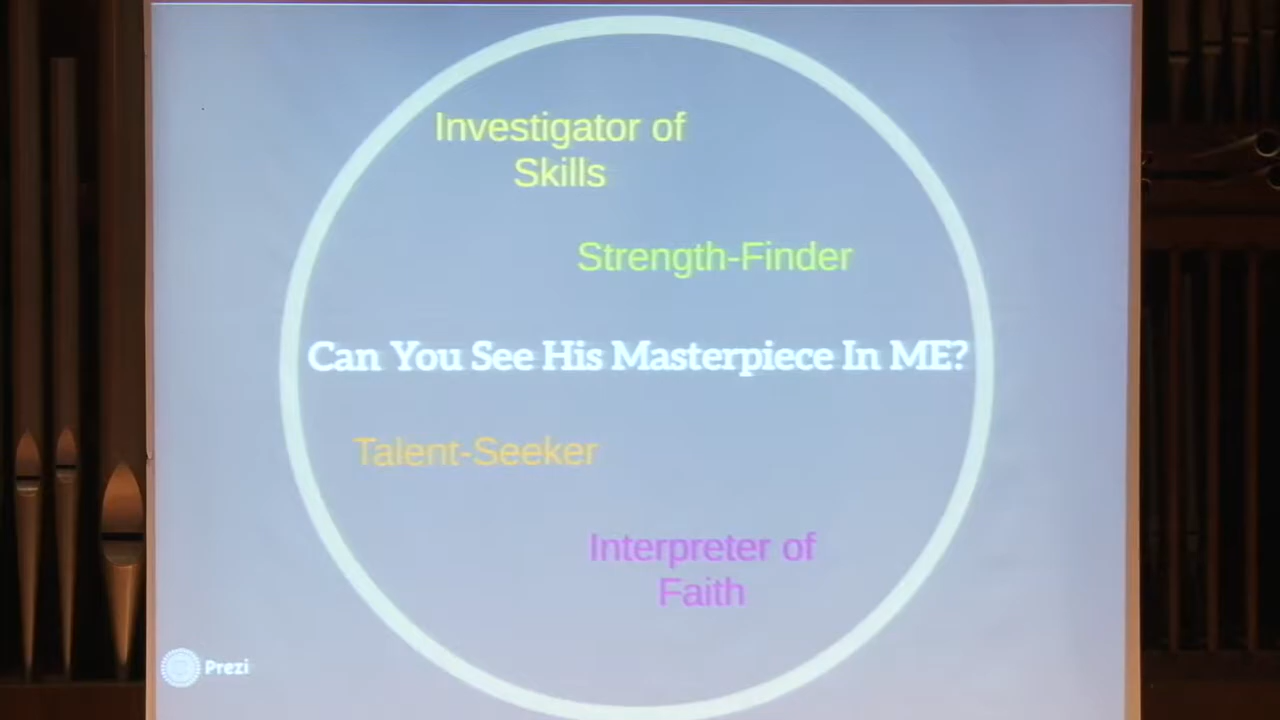 Investigator of
Skills
Strength-Finder
Can You See His Masterpiece In ME?
Talent-Seeker
Interpreter of
Faith
Prezi